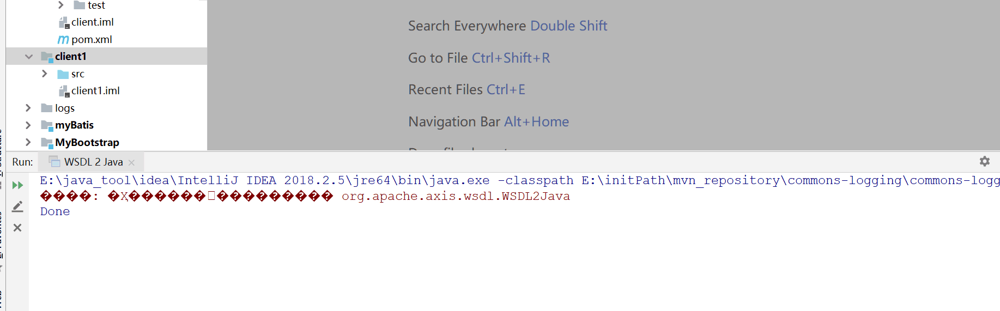 test
client.iml
pom.xml
client1
src
client1.iml
logs
myBatis
MyBootstrap
Search Everywhere Double Shift
Go to File Ctrl+Shift+R
Recent Files Ctrl+E
Navigation Bar Alt+Home
Run: WSDL 2 Java
E:\java_tool\idea\IntelliJ IDEA 2018.2.5\jre64\bin\java.exe -classpath E:\initPath\mvn_repository\commons-logging\commons-logg
����: �Ҳ������򎞼��������� org.apache.axis.wsdl.WSDL2Java
Done